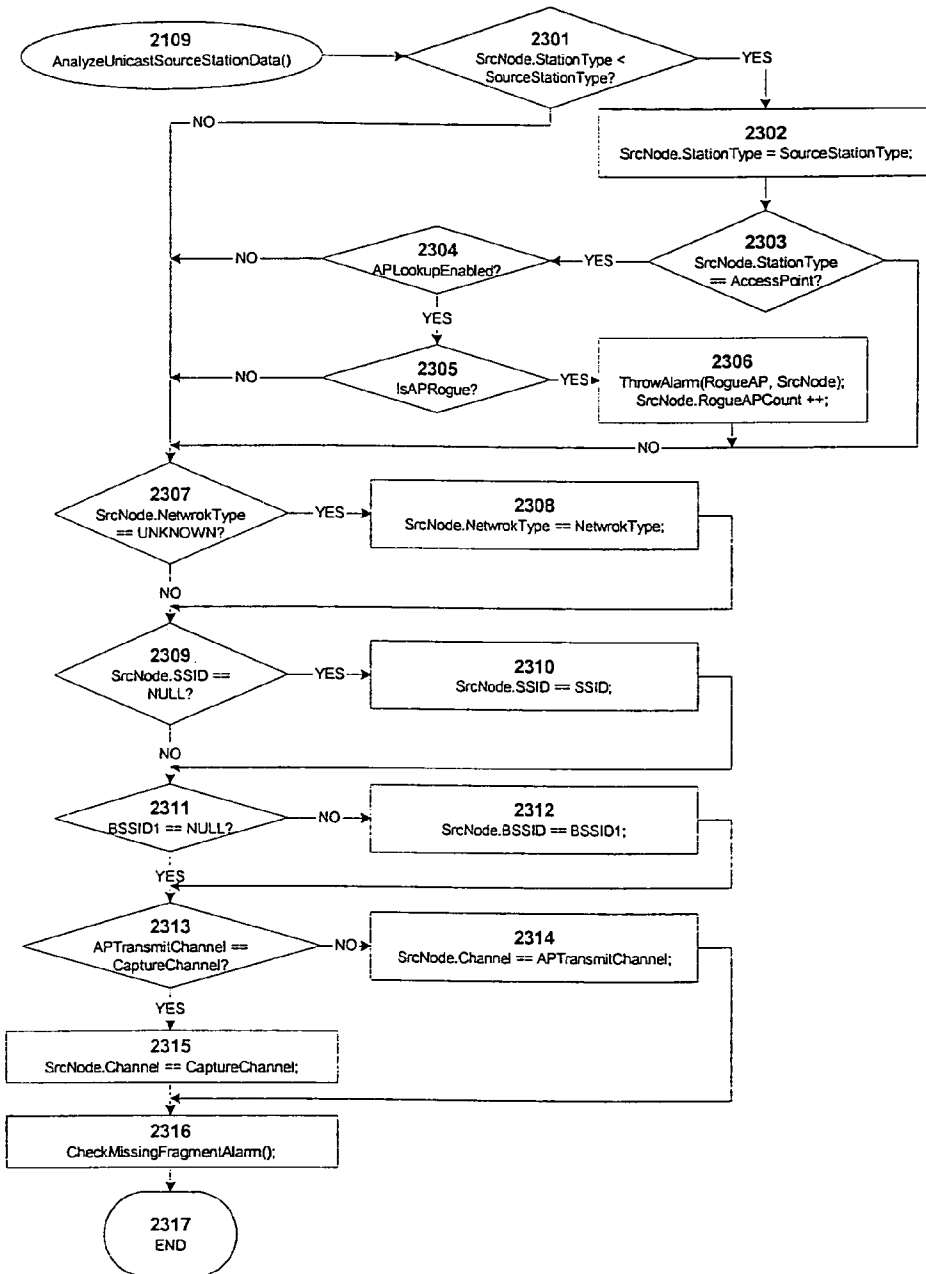 2109
AnalyzeUnicastSourceStationData()
2301
SrcNode.StationType <
SourceStationType?
YES
NO
2302
SrcNode.StationType = SourceStationType;
2303
SrcNode.StationType
== AccessPoint?
YES
2304
APLookupEnabled?
NO
YES
2305
IsAPRogue?
NO
YES
2306
ThrowAlarm(RogueAP, SrcNode);
SrcNode.RogueAPCount ++;
NO
2307
SrcNode.NetwrokType
== UNKNOWN?
YES
2308
SrcNode.NetwrokType == NetwrokType;
NO
2309
SrcNode.SSID ==
NULL?
YES
2310
SrcNode.SSID == SSID;
NO
2311
BSSID1 == NULL?
NO
2312
SrcNode.BSSID == BSSID1;
YES
2313
APTransmitChannel ==
CaptureChannel?
NO
2314
SrcNode.Channel == APTransmitChannel;
YES
2315
SrcNode.Channel == CaptureChannel;
2316
CheckMissingFragmentAlarm();
2317
END